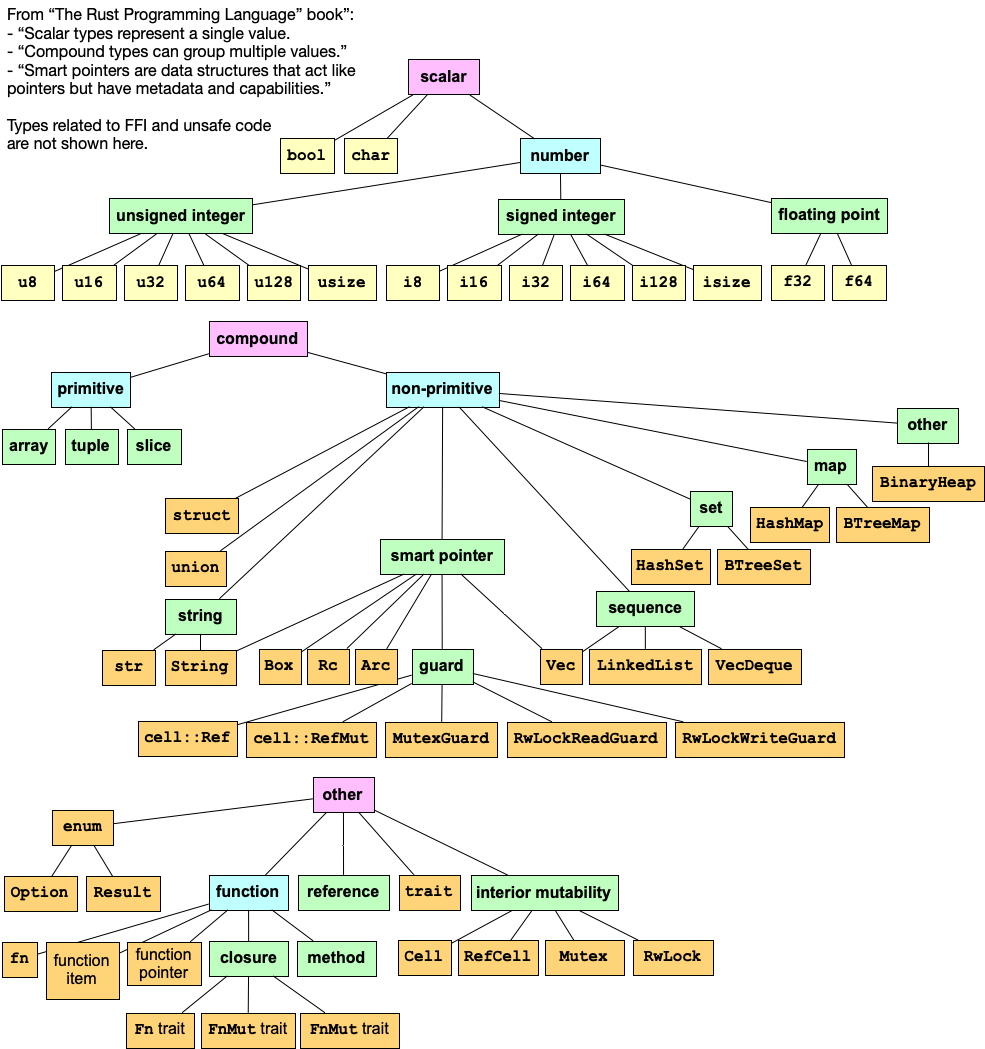 From “The Rust Programming Language” book”:
- “Scalar types represent a single value.
- “Compound types can group multiple values.”
- “Smart pointers are data structures that act like
pointers but have metadata and capabilities.”
Types related to FFI and unsafe code
are not shown here.
scalar
bool char number
unsigned integer signed integer floating point
u8 u16 u32 u64 u128 usize i8 i16 i32 i64 i128 isize f32 f64
compound
primitive non-primitive
other
array tuple slice
map
BinaryHeap
struct set HashMap BTreeMap
smart pointer
union HashSet BTreeSet
string sequence
str String Box Rc Arc guard Vec LinkedList VecDeque
cell::Ref cell::RefMut MutexGuard RwLockReadGuard RwLockWriteGuard
other
enum
Option Result function reference trait interior mutability
fn function
item function
pointer closure method Cell RefCell Mutex RwLock
Fn trait FnMut trait FnMut trait